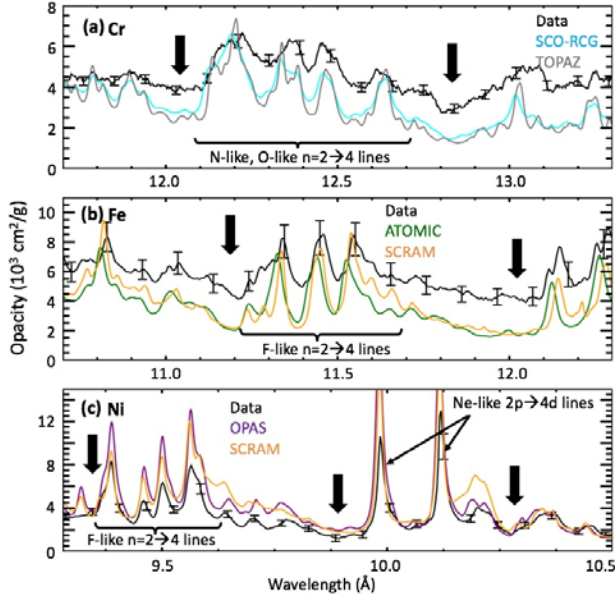 (a) Cr
Data
SCO-RCG
TOPAZ
8
6
4
2
0
N-like, O-like n=2→4 lines
12.0
12.5
13.0
(b) Fe
Data
ATOMIC
SCRAM
10
8
6
4
2
0
F-like n=2→4 lines
11.0
11.5
12.0
Opacity (10³ cm²/g)
(c) Ni
Data
OPAS
SCRAM
Ne-like 2p→4d lines
12
8
4
0
F-like n=2→4 lines
9.5
10.0
10.5
Wavelength (Å)